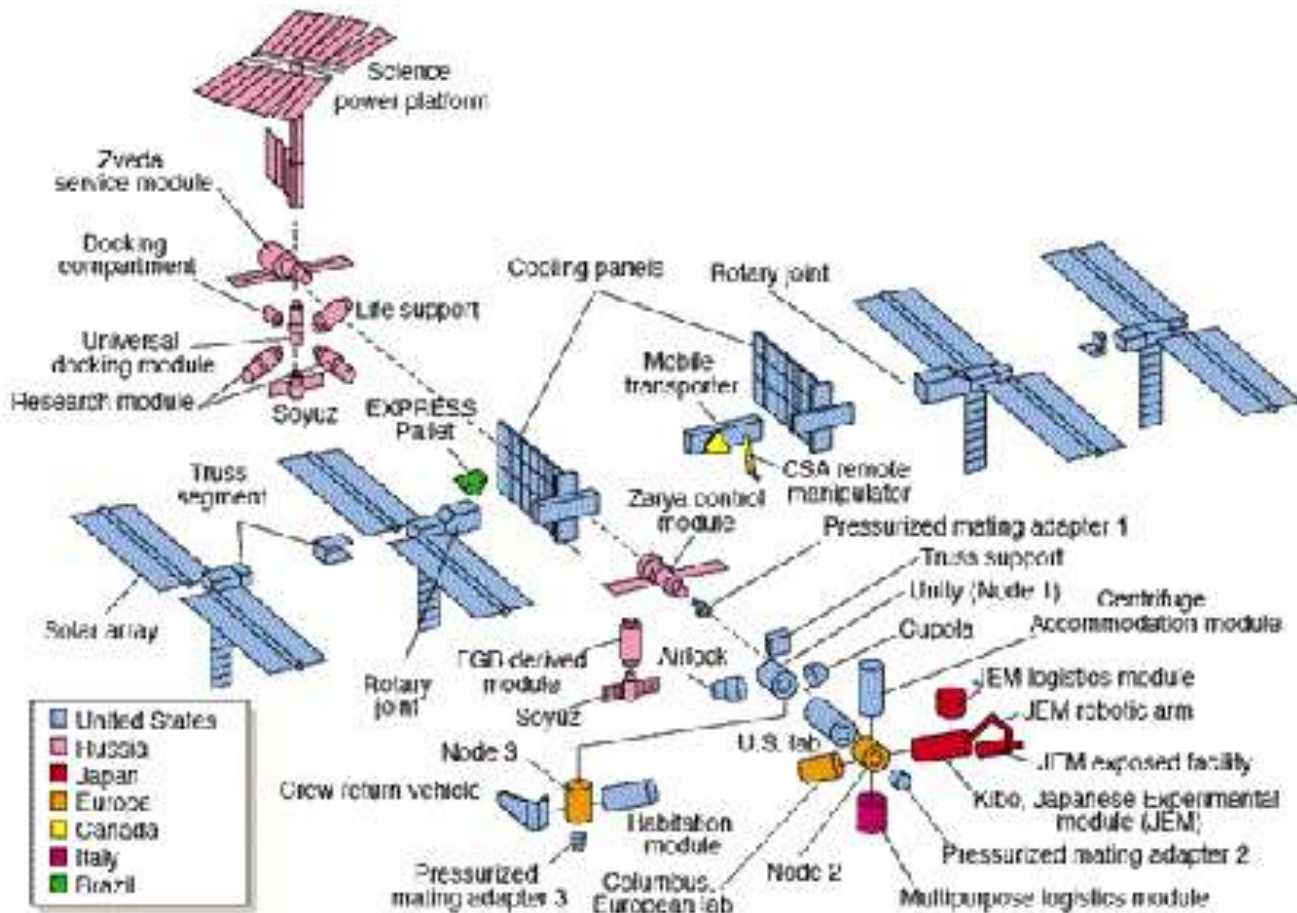 Science
power platform
Zveda
service module
Docking
compartment
Life support
Universal
docking module
Research module
Soyuz
Cooling panels
Rotary joint
Mobile
transporter
EXPRESS
Pallet
CSA remote
manipulator
Truss
segment
Zarya control
module
Pressurized mating adapter 1
Truss support
Unity (Node 1)
Centrifuge
Accommodation module
Cupola
Solar array
Rotary
joint
derived
module
Airlock
Soyuz
JEM logistics module
JEM robotic arm
U.S. lab
JEM exposed facility
Node 3
Crew return vehicle
Habitation
module
Kibo, Japanese Experimental
module (JEM)
Pressurized
mating adapter 3
Columbus,
European lab
Node 2
Pressurized mating adapter 2
Multipurpose logistics module
United States
Russia
Japan
Europe
Canada
Italy
Brazil